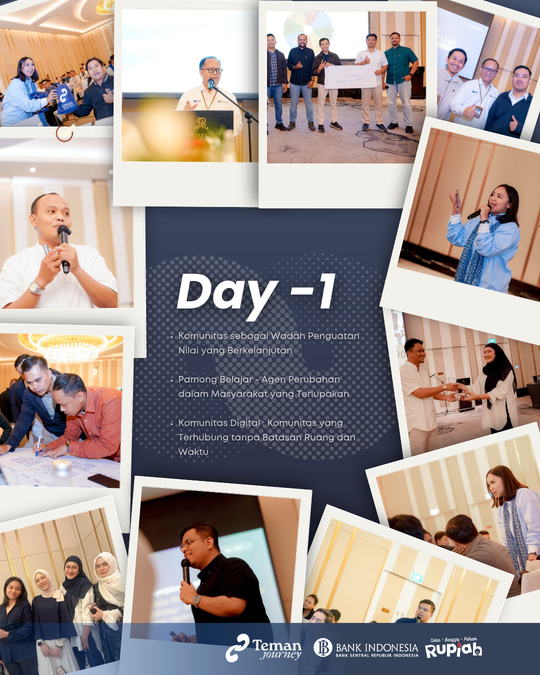 Day -1
• Komunitas sebagai Wadah Penguatan
Nilai yang Berkelanjutan
• Pamong Belajar - Agen Perubahan
dalam Masyarakat yang Terlupakan
• Komunitas Digital : Komunitas yang
Terhubung tanpa Batasan Ruang dan
Waktu
Teman
journey
BANK INDONESIA
BANK SENTRAL REPUBLIK INDONESIA
Cinta - Bangga - Paham
Rupiah